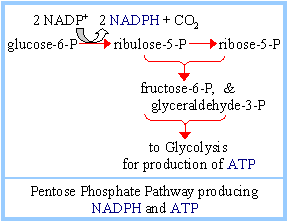 2 NADP⁺ 2 NADPH + CO₂
glucose-6-P ribulose-5-P ribose-5-P
fructose-6-P, &
glyceraldehyde-3-P
to Glycolysis
for production of ATP
Pentose Phosphate Pathway producing
NADPH and ATP